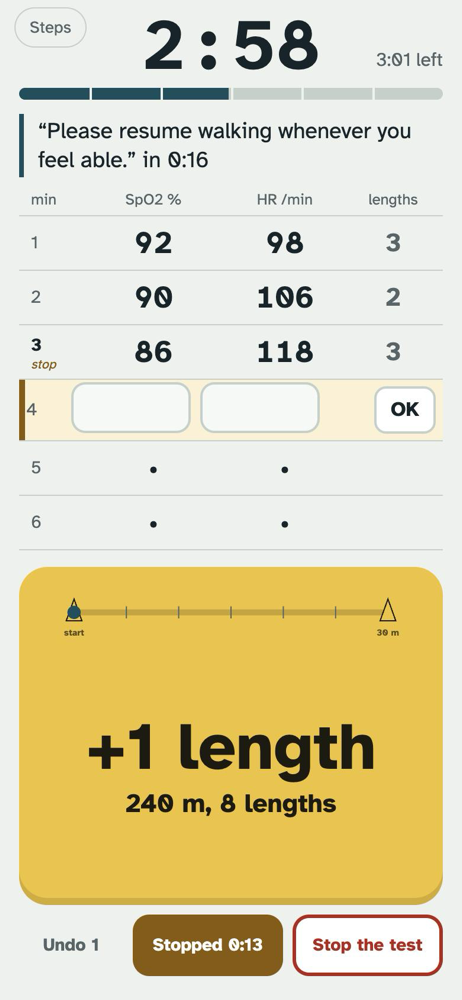 Steps
2:58
3:01 left
“Please resume walking whenever you
feel able.” in 0:16
min SpO2 % HR /min lengths
1 92 98 3
2 90 106 2
3 86 118 3
stop
4 OK
5 • •
6 • •
start 30 m
+1 length
240 m, 8 lengths
Undo 1 Stopped 0:13 Stop the test